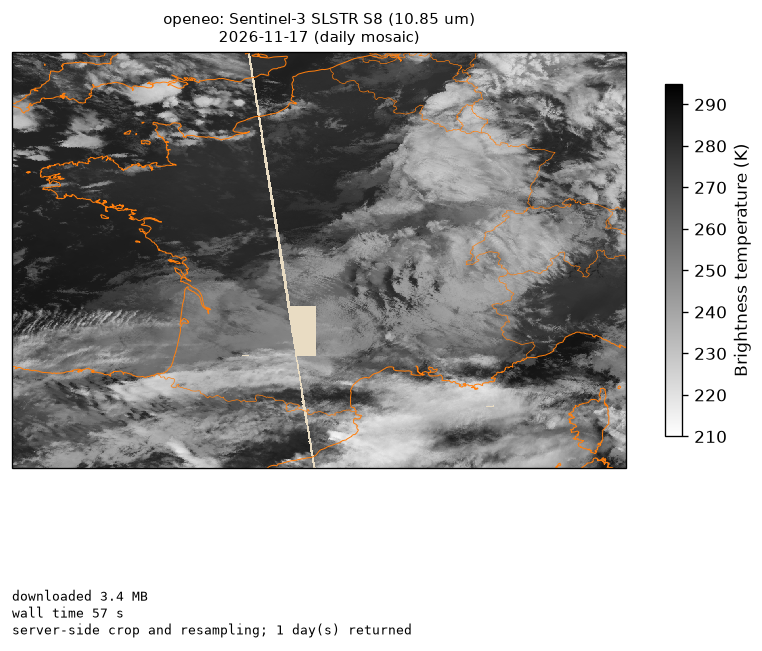 openeo: Sentinel-3 SLSTR S8 (10.85 um)
2026-11-17 (daily mosaic)
290
280
270
260
250
240
230
220
210
Brightness temperature (K)
downloaded 3.4 MB
wall time 57 s
server-side crop and resampling; 1 day(s) returned